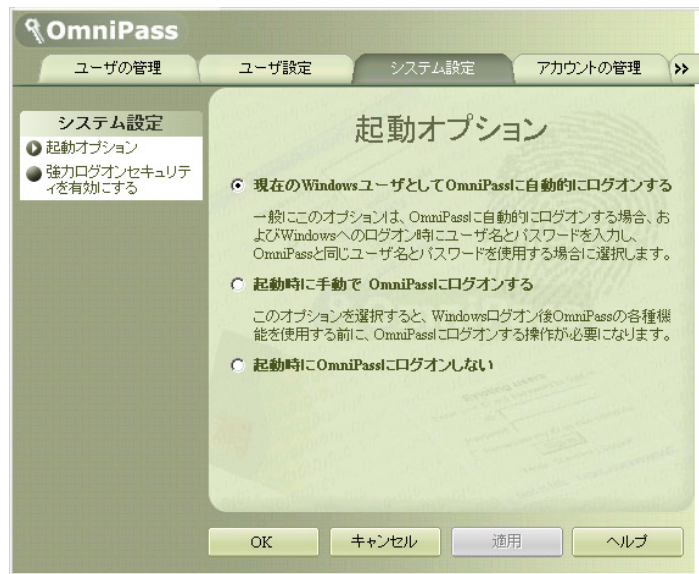 OmniPass
ユーザの管理
ユーザ設定
システム設定
アカウントの管理
システム設定
起動オプション
強力ログオンセキュリテ
ィを有効にする
起動オプション
現在のWindowsユーザとしてOmniPassに自動的にログオンする
一般にこのオプションは、OmniPassに自動的にログオンする場合、お
よびWindowsへのログオン時にユーザ名とパスワードを入力し、
OmniPassと同じユーザ名とパスワードを使用する場合に選択します。
起動時に手動で OmniPassにログオンする
このオプションを選択すると、Windowsログオン後OmniPassの各種機
能を使用する前に、OmniPassにログオンする操作が必要になります。
起動時にOmniPassにログオンしない
OK
キャンセル
適用
ヘルプ